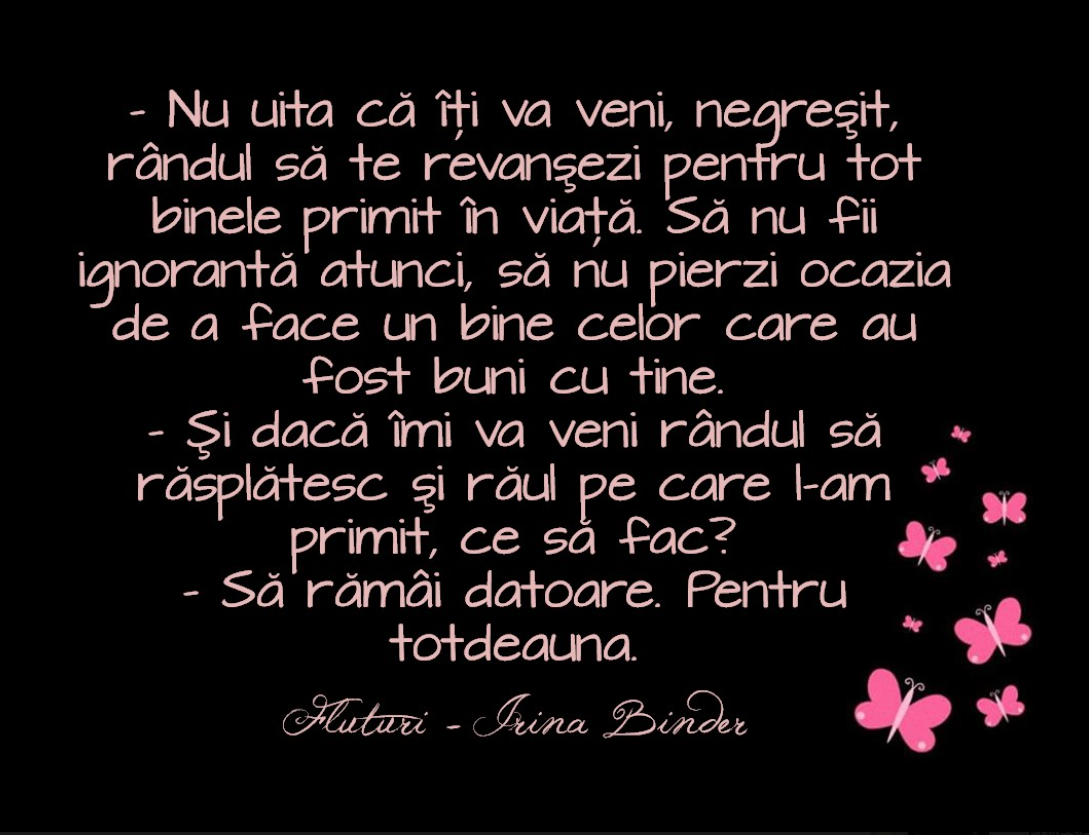 - Nu uita că îți va veni, negreşit,
rândul să te revanşezi pentru tot
binele primit în viață. Să nu fii
ignorantă atunci, să nu pierzi ocazia
de a face un bine celor care au
fost buni cu tine.
- Şi dacă îmi va veni rândul să
răsplătesc şi răul pe care l-am
primit, ce să fac?
- Să rămâi datoare. Pentru
totdeauna.
Fluturi - Irina Binder